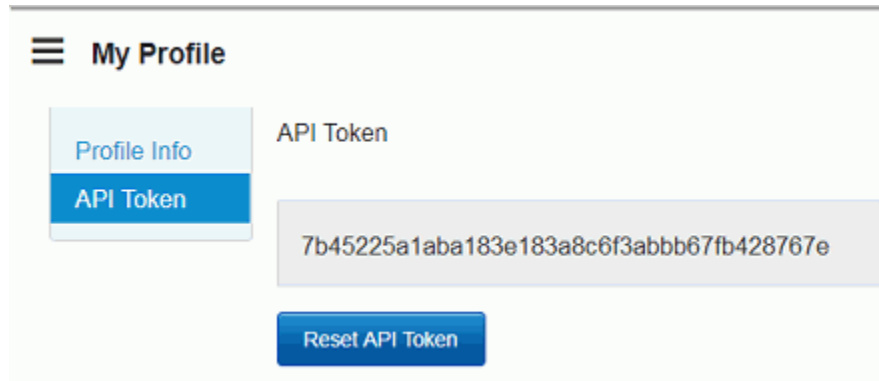 My Profile
Profile Info
API Token
API Token
7b45225a1aba183e183a8c6f3abbb67fb428767e
Reset API Token